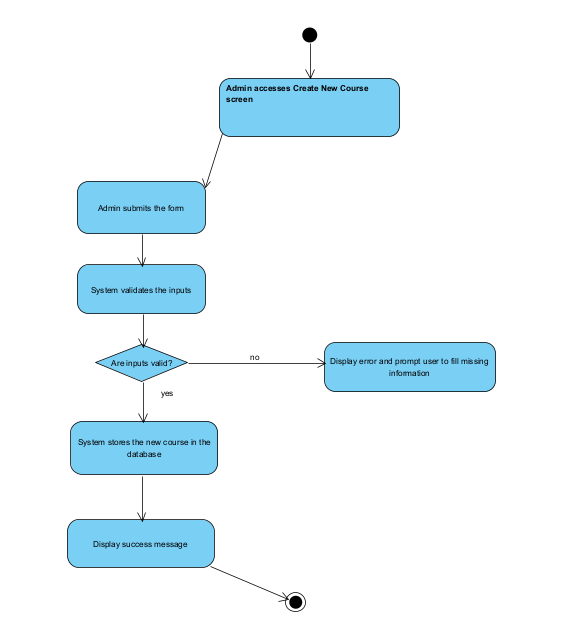 Admin accesses Create New Course
screen
Admin submits the form
System validates the inputs
Are inputs valid?
no
Display error and prompt user to fill missing
information
yes
System stores the new course in the
database
Display success message